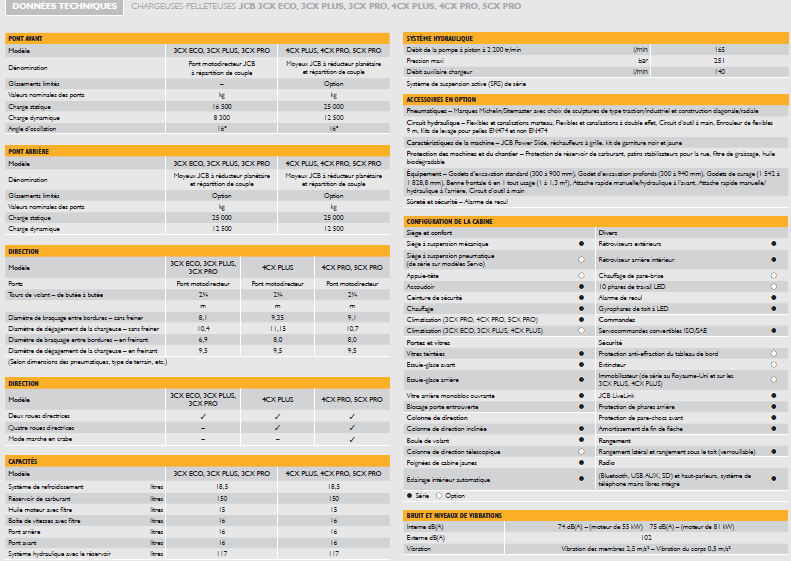 DONNÉES TECHNIQUES CHARGEUSES-PELLETEUSES JCB 3CX ECO, 3CX PLUS, 3CX PRO, 4CX PLUS, 4CX PRO, 5CX PRO
PONT AVANT
Modèle 3CX ECO, 3CX PLUS, 3CX PRO 4CX PLUS, 4CX PRO, 5CX PRO
Dénomination Pont motodirecteur JCB à répartition de couple Moyeux JCB à réducteur planétaire et répartition de couple
Glissements limités – Option
Valeurs nominales des ponts kg kg
Charge statique 16 500 25 000
Charge dynamique 8 300 12 500
Angle d'oscillation 16° 16°
PONT ARRIÈRE
Modèle 3CX ECO, 3CX PLUS, 3CX PRO 4CX PLUS, 4CX PRO, 5CX PRO
Dénomination Moyeux JCB à réducteur planétaire et répartition de couple Moyeux JCB à réducteur planétaire et répartition de couple
Glissements limités Option Option
Valeurs nominales des ponts kg kg
Charge statique 25 000 25 000
Charge dynamique 12 500 12 500
DIRECTION
Modèle 3CX ECO, 3CX PLUS, 3CX PRO 4CX PLUS 4CX PRO, 5CX PRO
Ponts Pont motodirecteur Pont motodirecteur Pont motodirecteur
Tours de volant – de butée à butée 2¾ 2¾ 2¾
m m m
Diamètre de braquage entre bordures – sans freiner 8,1 9,35 9,1
Diamètre de dégagement de la chargeuse – sans freiner 10,4 11,15 10,7
Diamètre de braquage entre bordures – en freinant 6,9 8,0 8,0
Diamètre de dégagement de la chargeuse – en freinant 9,5 9,5 9,5
(Selon dimensions des pneumatiques, type de terrain, etc.)
DIRECTION
Modèle 3CX ECO, 3CX PLUS, 3CX PRO 4CX PLUS 4CX PRO, 5CX PRO
Deux roues directrices ✓ ✓ ✓
Quatre roues directrices – ✓ ✓
Mode marche en crabe – – ✓
CAPACITÉS
Modèle 3CX ECO, 3CX PLUS, 3CX PRO 4CX PLUS, 4CX PRO, 5CX PRO
Système de refroidissement litres 18,5 18,5
Réservoir de carburant litres 150 150
Huile moteur avec filtre litres 15 15
Boîte de vitesses avec filtre litres 16 16
Pont arrière litres 16 16
Pont avant litres 16 16
Système hydraulique avec le réservoir litres 117 117
SYSTÈME HYDRAULIQUE
Débit de la pompe à piston à 2 200 tr/min l/min 165
Pression maxi bar 251
Débit auxiliaire chargeur l/min 140
Système de suspension active (SRS) de série
ACCESSOIRES EN OPTION
Pneumatiques – Marques Michelin/Sitemaster avec choix de sculptures de type traction/industriel et construction diagonale/radiale
Circuit hydraulique – Flexibles et canalisations marteau, Flexibles et canalisations à double effet, Circuit d'outil à main, Enrouleur de flexibles
9 m, Kits de levage pour pelles EN474 et non EN474
Caractéristiques de la machine – JCB Power Slide, réchauffeurs à grille, kit de garniture noir et jaune
Protection des machines et du chantier – Protection de réservoir de carburant, patins stabilisateurs pour la rue, filtre de graissage, huile
biodégradable
Équipement – Godets d'excavation standard (300 à 900 mm), Godet d'excavation profonds (300 à 940 mm), Godets de curage (1 542 à
1 828,8 mm), Benne frontale 6 en 1 tout usage (1 à 1,3 m³), Attache rapide manuelle/hydraulique à l'avant, Attache rapide manuelle/
hydraulique à l'arrière, Circuit d'outil à main
Sûreté et sécurité – Alarme de recul
CONFIGURATION DE LA CABINE
Siège et confort Divers
Siège à suspension mécanique ● Rétroviseurs extérieurs ●
Siège à suspension pneumatique (de série sur modèles Servo) ○ Rétroviseur arrière intérieur ●
Appuie-tête ○ Chauffage de pare-brise ○
Accoudoir ● 10 phares de travail LED ○
Ceinture de sécurité ● Alarme de recul ●
Chauffage ● Gyrophares de toit à LED ●
Climatisation (3CX PRO, 4CX PRO, 5CX PRO) ● Commandes
Climatisation (3CX ECO, 3CX PLUS, 4CX PLUS) ○ Servocommandes convertibles ISO/SAE ●
Portes et vitres Sécurité
Vitres teintées ● Protection anti-effraction du tableau de bord ○
Essuie-glace avant ● Extincteur ○
Essuie-glace arrière ● Immobilisateur (de série au Royaume-Uni et sur les 3CX PLUS, 4CX PLUS) ○
Vitre arrière monobloc ouvrante ● JCB LiveLink ●
Blocage porte entrouverte ● Protection de phares arrière ●
Colonne de direction Protection de pare-chocs avant ●
Colonne de direction inclinée ● Amortissement de fin de flèche ●
Boule de volant ● Rangement
Colonne de direction télescopique ○ Rangement latéral et rangement sous le toit (verrouillable) ●
Poignées de cabine jaunes ● Radio
Éclairage intérieur automatique ● (Bluetooth, USB AUX, SD) et haut-parleurs, système de téléphone mains libres intégré ●
● Série ○ Option
BRUIT ET NIVEAUX DE VIBRATIONS
Interne dB(A) 74 dB(A) – (moteur de 55 kW) 75 dB(A) – (moteur de 81 kW)
Externe dB(A) 102
Vibration Vibration des membres 2,5 m/s² – Vibration du corps 0,5 m/s²